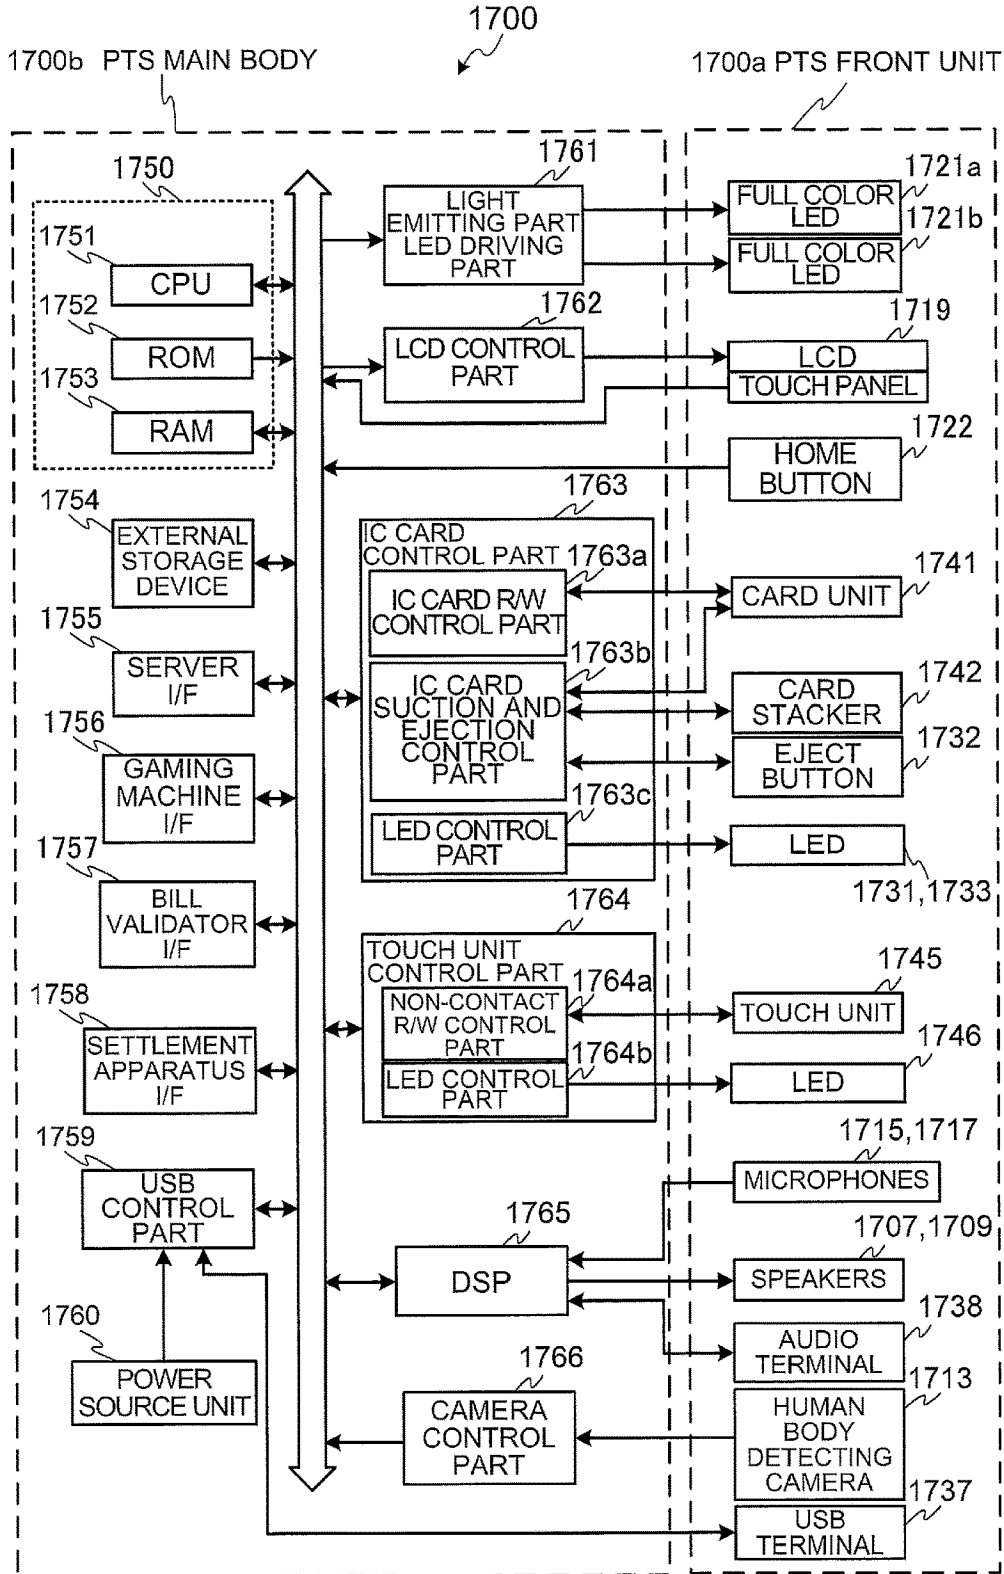 1700
1700b PTS MAIN BODY
1700a PTS FRONT UNIT
1750
1751
CPU
1752
ROM
1753
RAM
1754
EXTERNAL
STORAGE
DEVICE
1755
SERVER
I/F
1756
GAMING
MACHINE
I/F
1757
BILL
VALIDATOR
I/F
1758
SETTLEMENT
APPARATUS
I/F
1759
USB
CONTROL
PART
1760
POWER
SOURCE UNIT
1761
LIGHT
EMITTING PART
LED DRIVING
PART
1762
LCD CONTROL
PART
1763
IC CARD
CONTROL PART
1763a
IC CARD R/W
CONTROL PART
1763b
IC CARD
SUCTION AND
EJECTION
CONTROL
PART
1763c
LED CONTROL
PART
1764
TOUCH UNIT
CONTROL PART
1764a
NON-CONTACT
R/W CONTROL
PART
1764b
LED CONTROL
PART
1765
DSP
1766
CAMERA
CONTROL
PART
1721a
FULL COLOR
LED
1721b
FULL COLOR
LED
1719
LCD
TOUCH PANEL
1722
HOME
BUTTON
1741
CARD UNIT
1742
CARD
STACKER
1732
EJECT
BUTTON
LED
1731,1733
1745
TOUCH UNIT
1746
LED
1715,1717
MICROPHONES
1707,1709
SPEAKERS
1738
AUDIO
TERMINAL
1713
HUMAN
BODY
DETECTING
CAMERA
1737
USB
TERMINAL